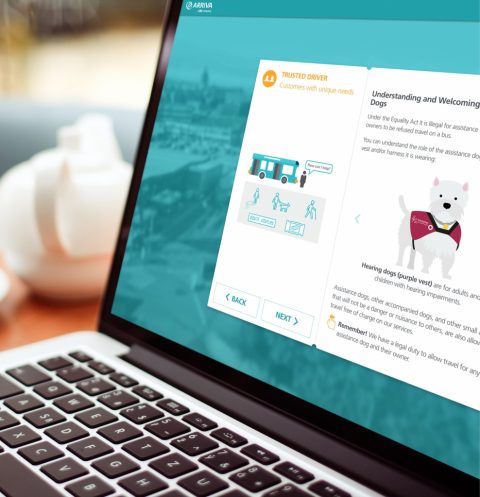 ARRIVA
TRUSTED DRIVER
Customers with unique needs
How can I help?
BACK
NEXT
Understanding and Welcoming
Dogs
Under the Equality Act it is illegal for assistance
owners to be refused travel on a bus.
You can understand the role of the assistance dog
vest and/or harness it is wearing:
Hearing dogs (purple vest) are for adults and
children with hearing impairments.
Assistance dogs, other accompanied dogs, and other small
that will not be a danger or nuisance to others, are also allow
travel free of charge on our services.
Remember! We have a legal duty to allow travel for any
assistance dog and their owner.